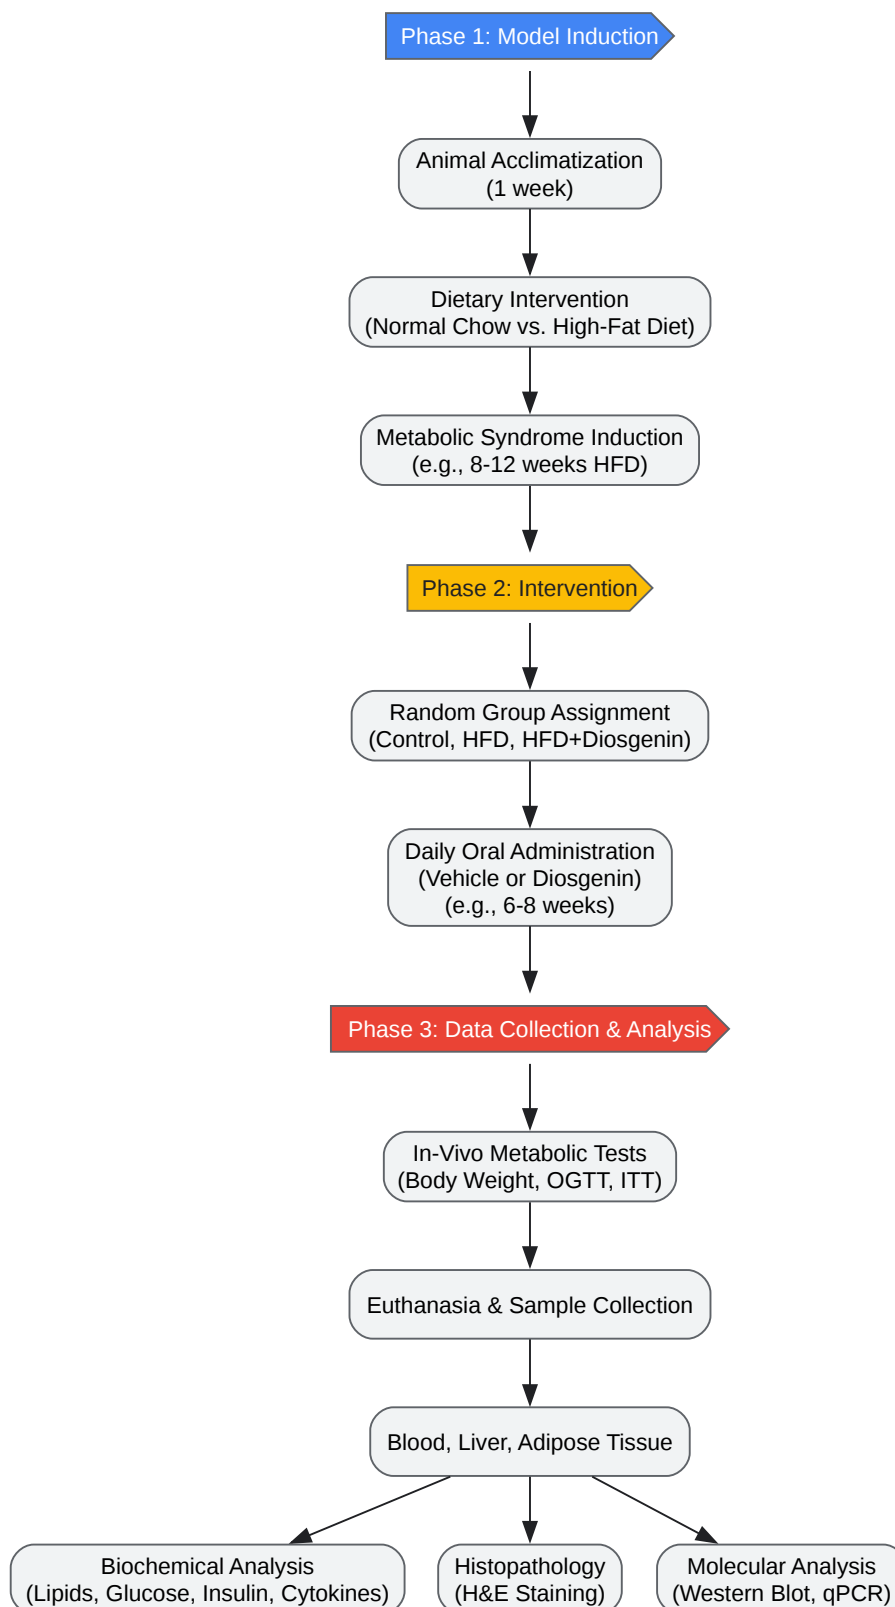 Phase 1: Model Induction
Animal Acclimatization
(1 week)
Dietary Intervention
(Normal Chow vs. High-Fat Diet)
Metabolic Syndrome Induction
(e.g., 8-12 weeks HFD)
Phase 2: Intervention
Random Group Assignment
(Control, HFD, HFD+Diosgenin)
Daily Oral Administration
(Vehicle or Diosgenin)
(e.g., 6-8 weeks)
Phase 3: Data Collection & Analysis
In-Vivo Metabolic Tests
(Body Weight, OGTT, ITT)
Euthanasia & Sample Collection
Blood, Liver, Adipose Tissue
Biochemical Analysis
(Lipids, Glucose, Insulin, Cytokines)
Histopathology
(H&E Staining)
Molecular Analysis
(Western Blot, qPCR)